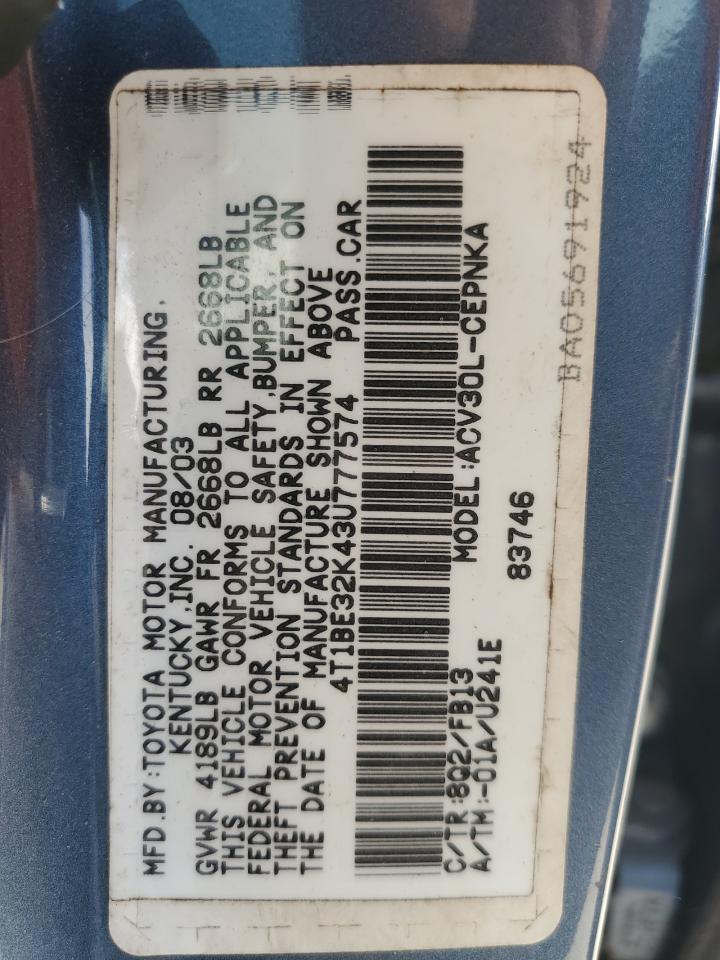 MFD.BY:TOYOTA MOTOR MANUFACTURING,
KENTUCKY,INC. 08/03
GVWR 4189LB GAWR FR 2668LB RR 2668LB
THIS VEHICLE CONFORMS TO ALL APPLICABLE
FEDERAL MOTOR VEHICLE SAFETY,BUMPER, AND
THEFT PREVENTION STANDARDS IN EFFECT ON
THE DATE OF MANUFACTURE SHOWN ABOVE
4T1BE32K43U777574 PASS.CAR
C/TR:8Q2/FB13 MODEL:ACV30L-CEPNKA
A/TM:-01A/U241E 83746
BA05691924